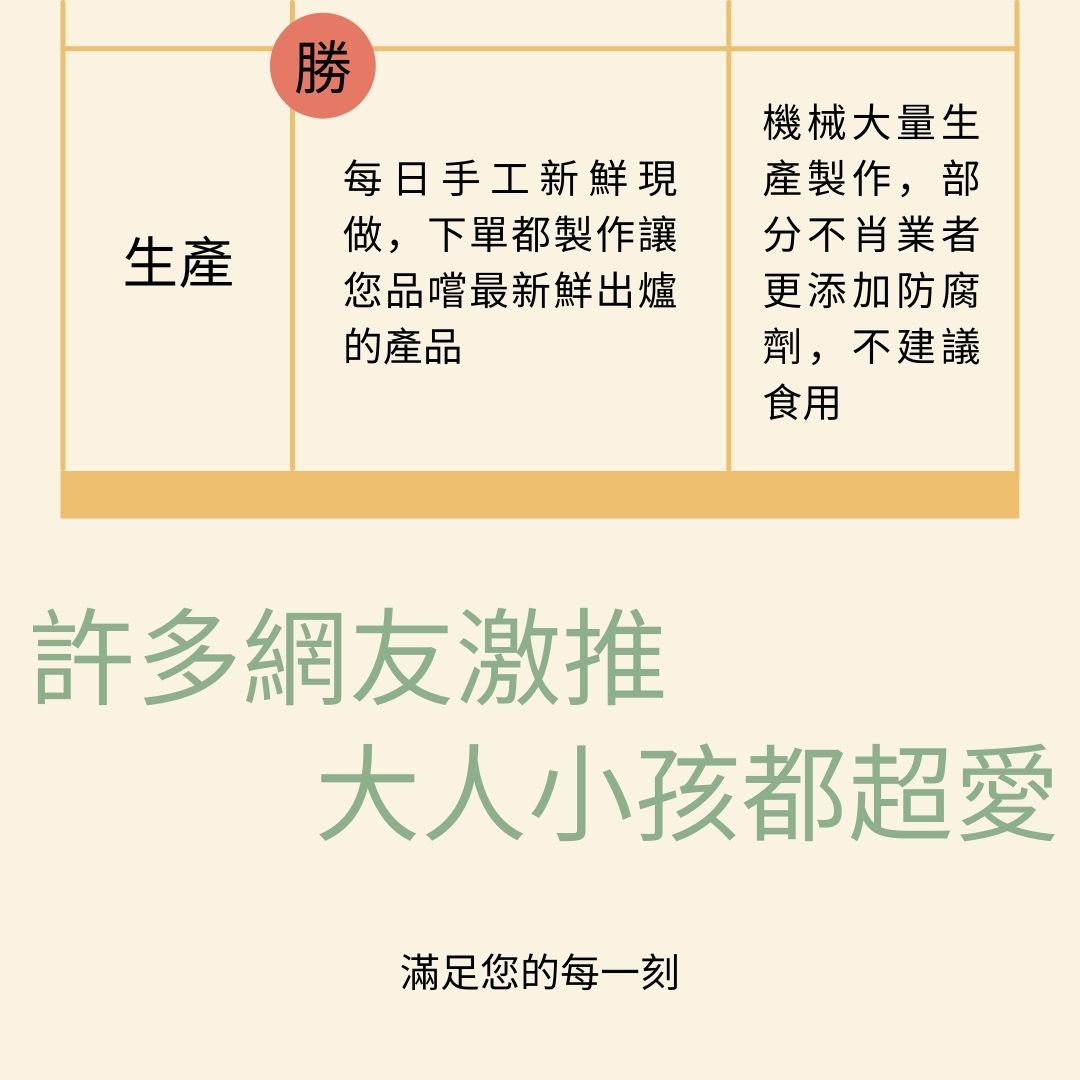 勝
生產
每日手工新鮮現
做，下單都製作讓
您品嚐最新鮮出爐
的產品
機械大量生
產製作，部
分不肖業者
更添加防腐
劑，不建議
食用
許多網友激推
大人小孩都超愛
滿足您的每一刻